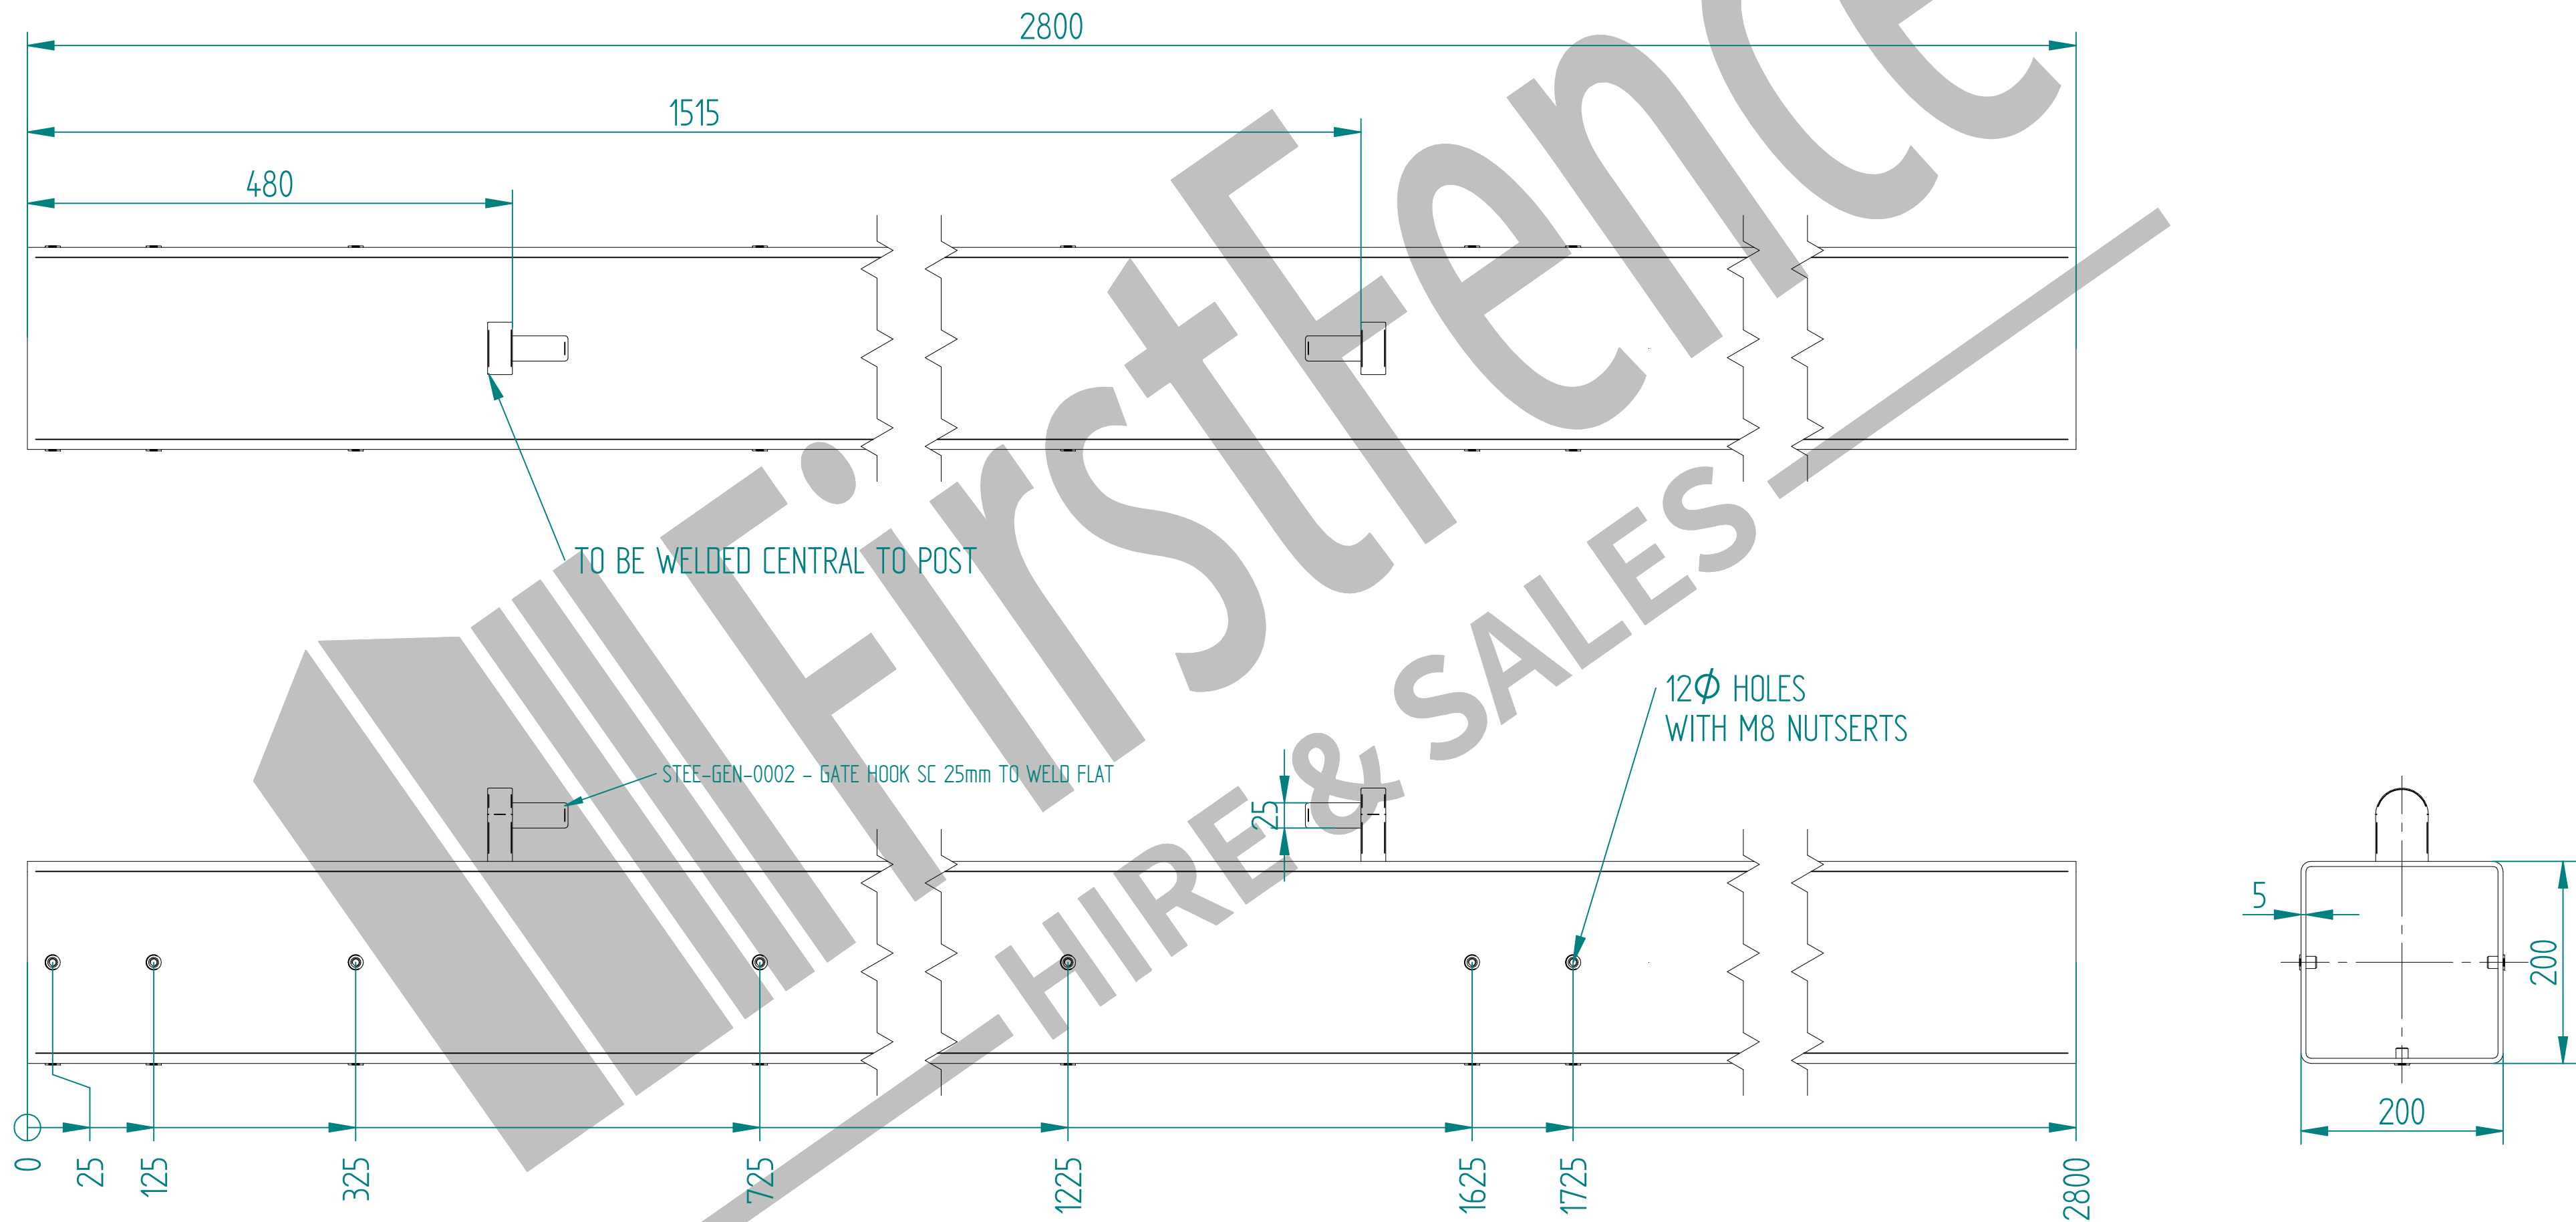 2800
1515
480
TO BE WELDED CENTRAL TO POST
12Ø HOLES
WITH M8 NUTSERTS
STEE-GEN-0002 - GATE HOOK SC 25mm TO WELD FLAT
25
5
200
200
0
25
125
325
725
1225
1625
1725
2800
FirstFence
HIRE & SALES